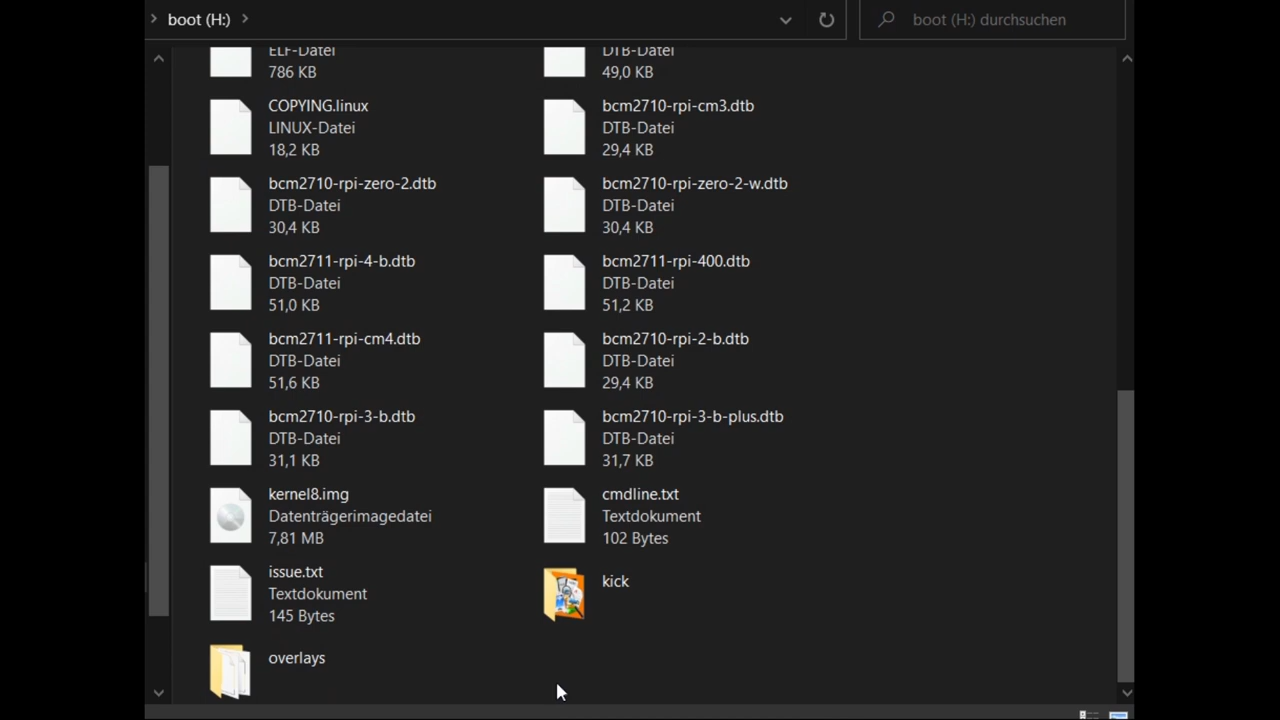 boot (H:)
boot (H:) durchsuchen
ELF-Datei
786 KB
DTB-Datei
49,0 KB
COPYING.linux
LINUX-Datei
18,2 KB
bcm2710-rpi-cm3.dtb
DTB-Datei
29,4 KB
bcm2710-rpi-zero-2.dtb
DTB-Datei
30,4 KB
bcm2710-rpi-zero-2-w.dtb
DTB-Datei
30,4 KB
bcm2711-rpi-4-b.dtb
DTB-Datei
51,0 KB
bcm2711-rpi-400.dtb
DTB-Datei
51,2 KB
bcm2711-rpi-cm4.dtb
DTB-Datei
51,6 KB
bcm2710-rpi-2-b.dtb
DTB-Datei
29,4 KB
bcm2710-rpi-3-b.dtb
DTB-Datei
31,1 KB
bcm2710-rpi-3-b-plus.dtb
DTB-Datei
31,7 KB
kernel8.img
Datenträgerimagedatei
7,81 MB
cmdline.txt
Textdokument
102 Bytes
issue.txt
Textdokument
145 Bytes
kick
overlays